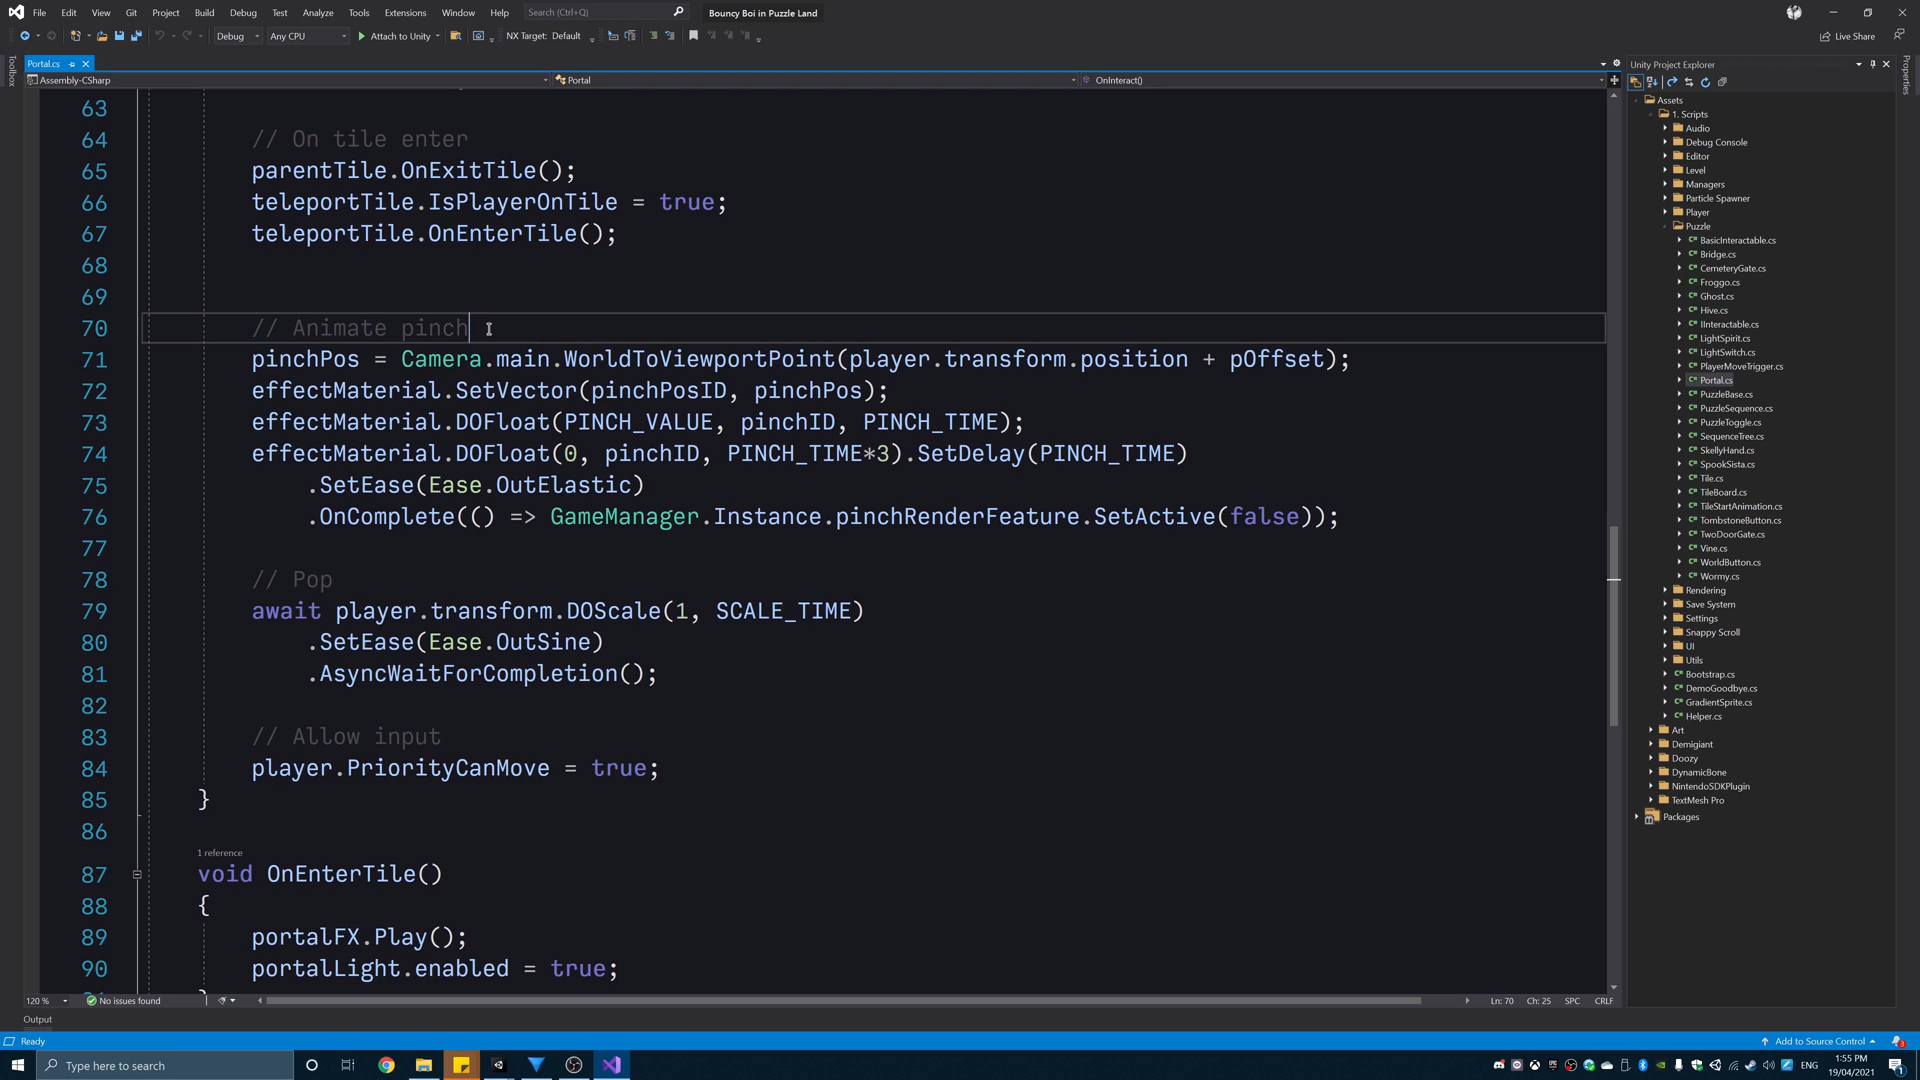 File Edit View Git Project Build Debug Test Analyze Tools Extensions Window Help Search (Ctrl+Q) Bouncy Boi in Puzzle Land
Debug Any CPU Attach to Unity NX Target: Default Live Share
Portal.cs
Assembly-CSharp Portal OnInteract()
Toolbox
63
64 // On tile enter
65 parentTile.OnExitTile();
66 teleportTile.IsPlayerOnTile = true;
67 teleportTile.OnEnterTile();
68
69
70 // Animate pinch
71 pinchPos = Camera.main.WorldToViewportPoint(player.transform.position + pOffset);
72 effectMaterial.SetVector(pinchPosID, pinchPos);
73 effectMaterial.DOFloat(PINCH_VALUE, pinchID, PINCH_TIME);
74 effectMaterial.DOFloat(0, pinchID, PINCH_TIME*3).SetDelay(PINCH_TIME)
75 .SetEase(Ease.OutElastic)
76 .OnComplete(() => GameManager.Instance.pinchRenderFeature.SetActive(false));
77
78 // Pop
79 await player.transform.DOScale(1, SCALE_TIME)
80 .SetEase(Ease.OutSine)
81 .AsyncWaitForCompletion();
82
83 // Allow input
84 player.PriorityCanMove = true;
85 }
86
1 reference
87 void OnEnterTile()
88 {
89 portalFX.Play();
90 portalLight.enabled = true;
120 % No issues found Ln: 70 Ch: 25 SPC CRLF
Output
Unity Project Explorer
Properties
Assets
1. Scripts
Audio
Debug Console
Editor
Level
Managers
Particle Spawner
Player
Puzzle
BasicInteractable.cs
Bridge.cs
CemeteryGate.cs
Froggo.cs
Ghost.cs
Hive.cs
IInteractable.cs
LightSpirit.cs
LightSwitch.cs
PlayerMoveTrigger.cs
Portal.cs
PuzzleBase.cs
PuzzleSequence.cs
PuzzleToggle.cs
SequenceTree.cs
SkellyHand.cs
SpookSista.cs
Tile.cs
TileBoard.cs
TileStartAnimation.cs
TombstoneButton.cs
TwoDoorGate.cs
Vine.cs
WorldButton.cs
Wormy.cs
Rendering
Save System
Settings
Snappy Scroll
UI
Utils
Bootstrap.cs
DemoGoodbye.cs
GradientSprite.cs
Helper.cs
Art
Demigiant
Doozy
DynamicBone
NintendoSDKPlugin
TextMesh Pro
Packages
Ready Add to Source Control
Type here to search ENG 1:55 PM
19/04/2021